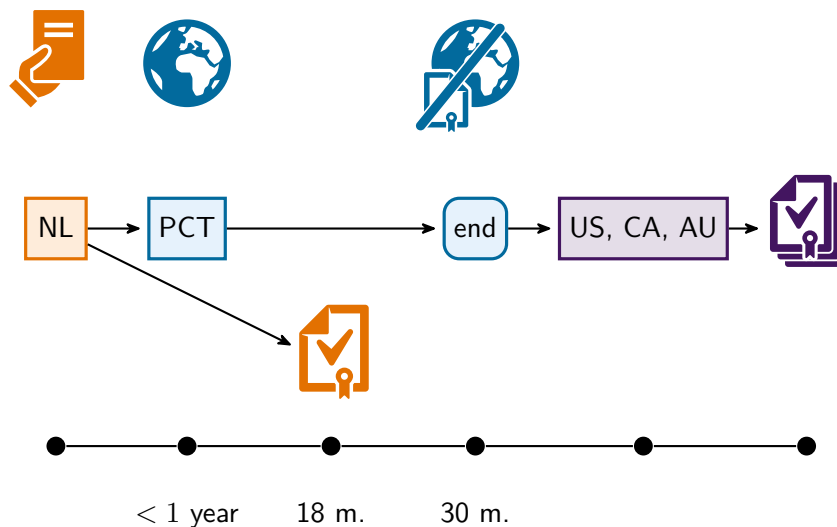 NL
PCT
end
US, CA, AU
< 1 year
18 m.
30 m.